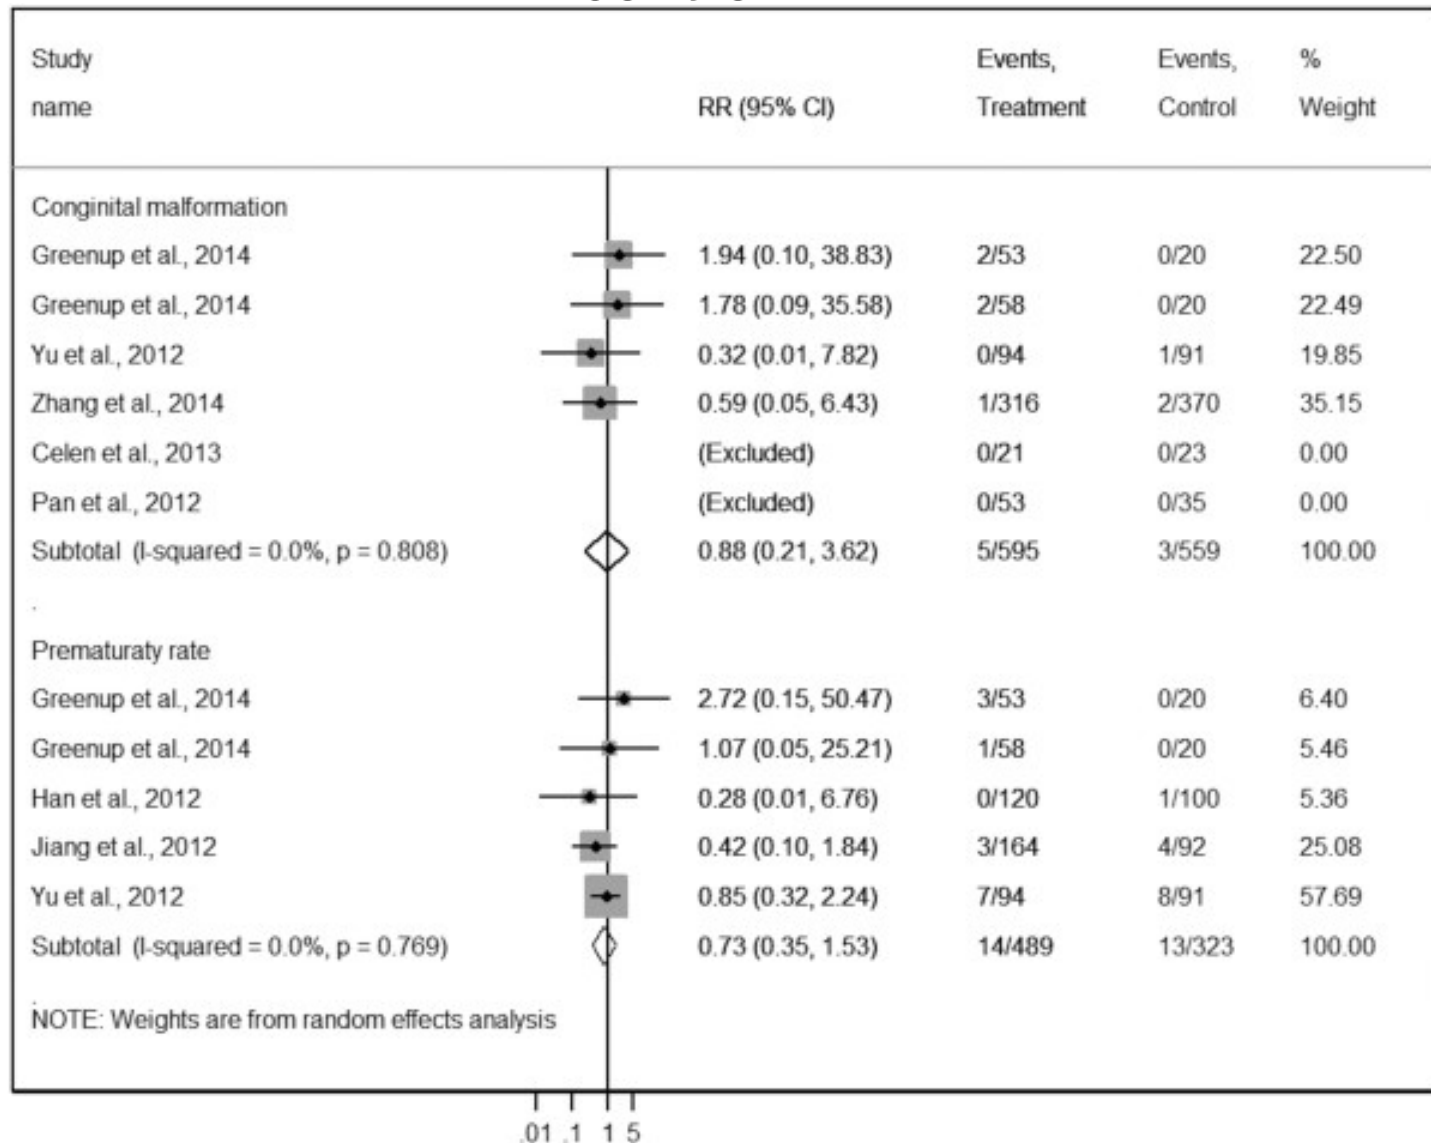 Study Events, Events, %
name RR (95% CI) Treatment Control Weight
Conginital malformation
Greenup et al., 2014 1.94 (0.10, 38.83) 2/53 0/20 22.50
Greenup et al., 2014 1.78 (0.09, 35.58) 2/58 0/20 22.49
Yu et al., 2012 0.32 (0.01, 7.82) 0/94 1/91 19.85
Zhang et al., 2014 0.59 (0.05, 6.43) 1/316 2/370 35.15
Celen et al., 2013 (Excluded) 0/21 0/23 0.00
Pan et al., 2012 (Excluded) 0/53 0/35 0.00
Subtotal (I-squared = 0.0%, p = 0.808) 0.88 (0.21, 3.62) 5/595 3/559 100.00
.
Prematuraty rate
Greenup et al., 2014 2.72 (0.15, 50.47) 3/53 0/20 6.40
Greenup et al., 2014 1.07 (0.05, 25.21) 1/58 0/20 5.46
Han et al., 2012 0.28 (0.01, 6.76) 0/120 1/100 5.36
Jiang et al., 2012 0.42 (0.10, 1.84) 3/164 4/92 25.08
Yu et al., 2012 0.85 (0.32, 2.24) 7/94 8/91 57.69
Subtotal (I-squared = 0.0%, p = 0.769) 0.73 (0.35, 1.53) 14/489 13/323 100.00
.
NOTE: Weights are from random effects analysis
.01 .1 1 5